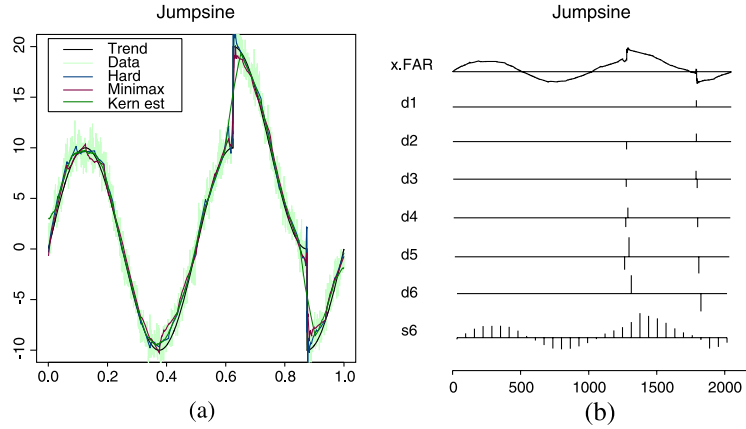 Jumpsine
Trend
Data
Hard
Minimax
Kern est
20
15
10
5
0
-5
-10
0.0 0.2 0.4 0.6 0.8 1.0
(a)
Jumpsine
x.FAR
d1
d2
d3
d4
d5
d6
s6
0 500 1000 1500 2000
(b)